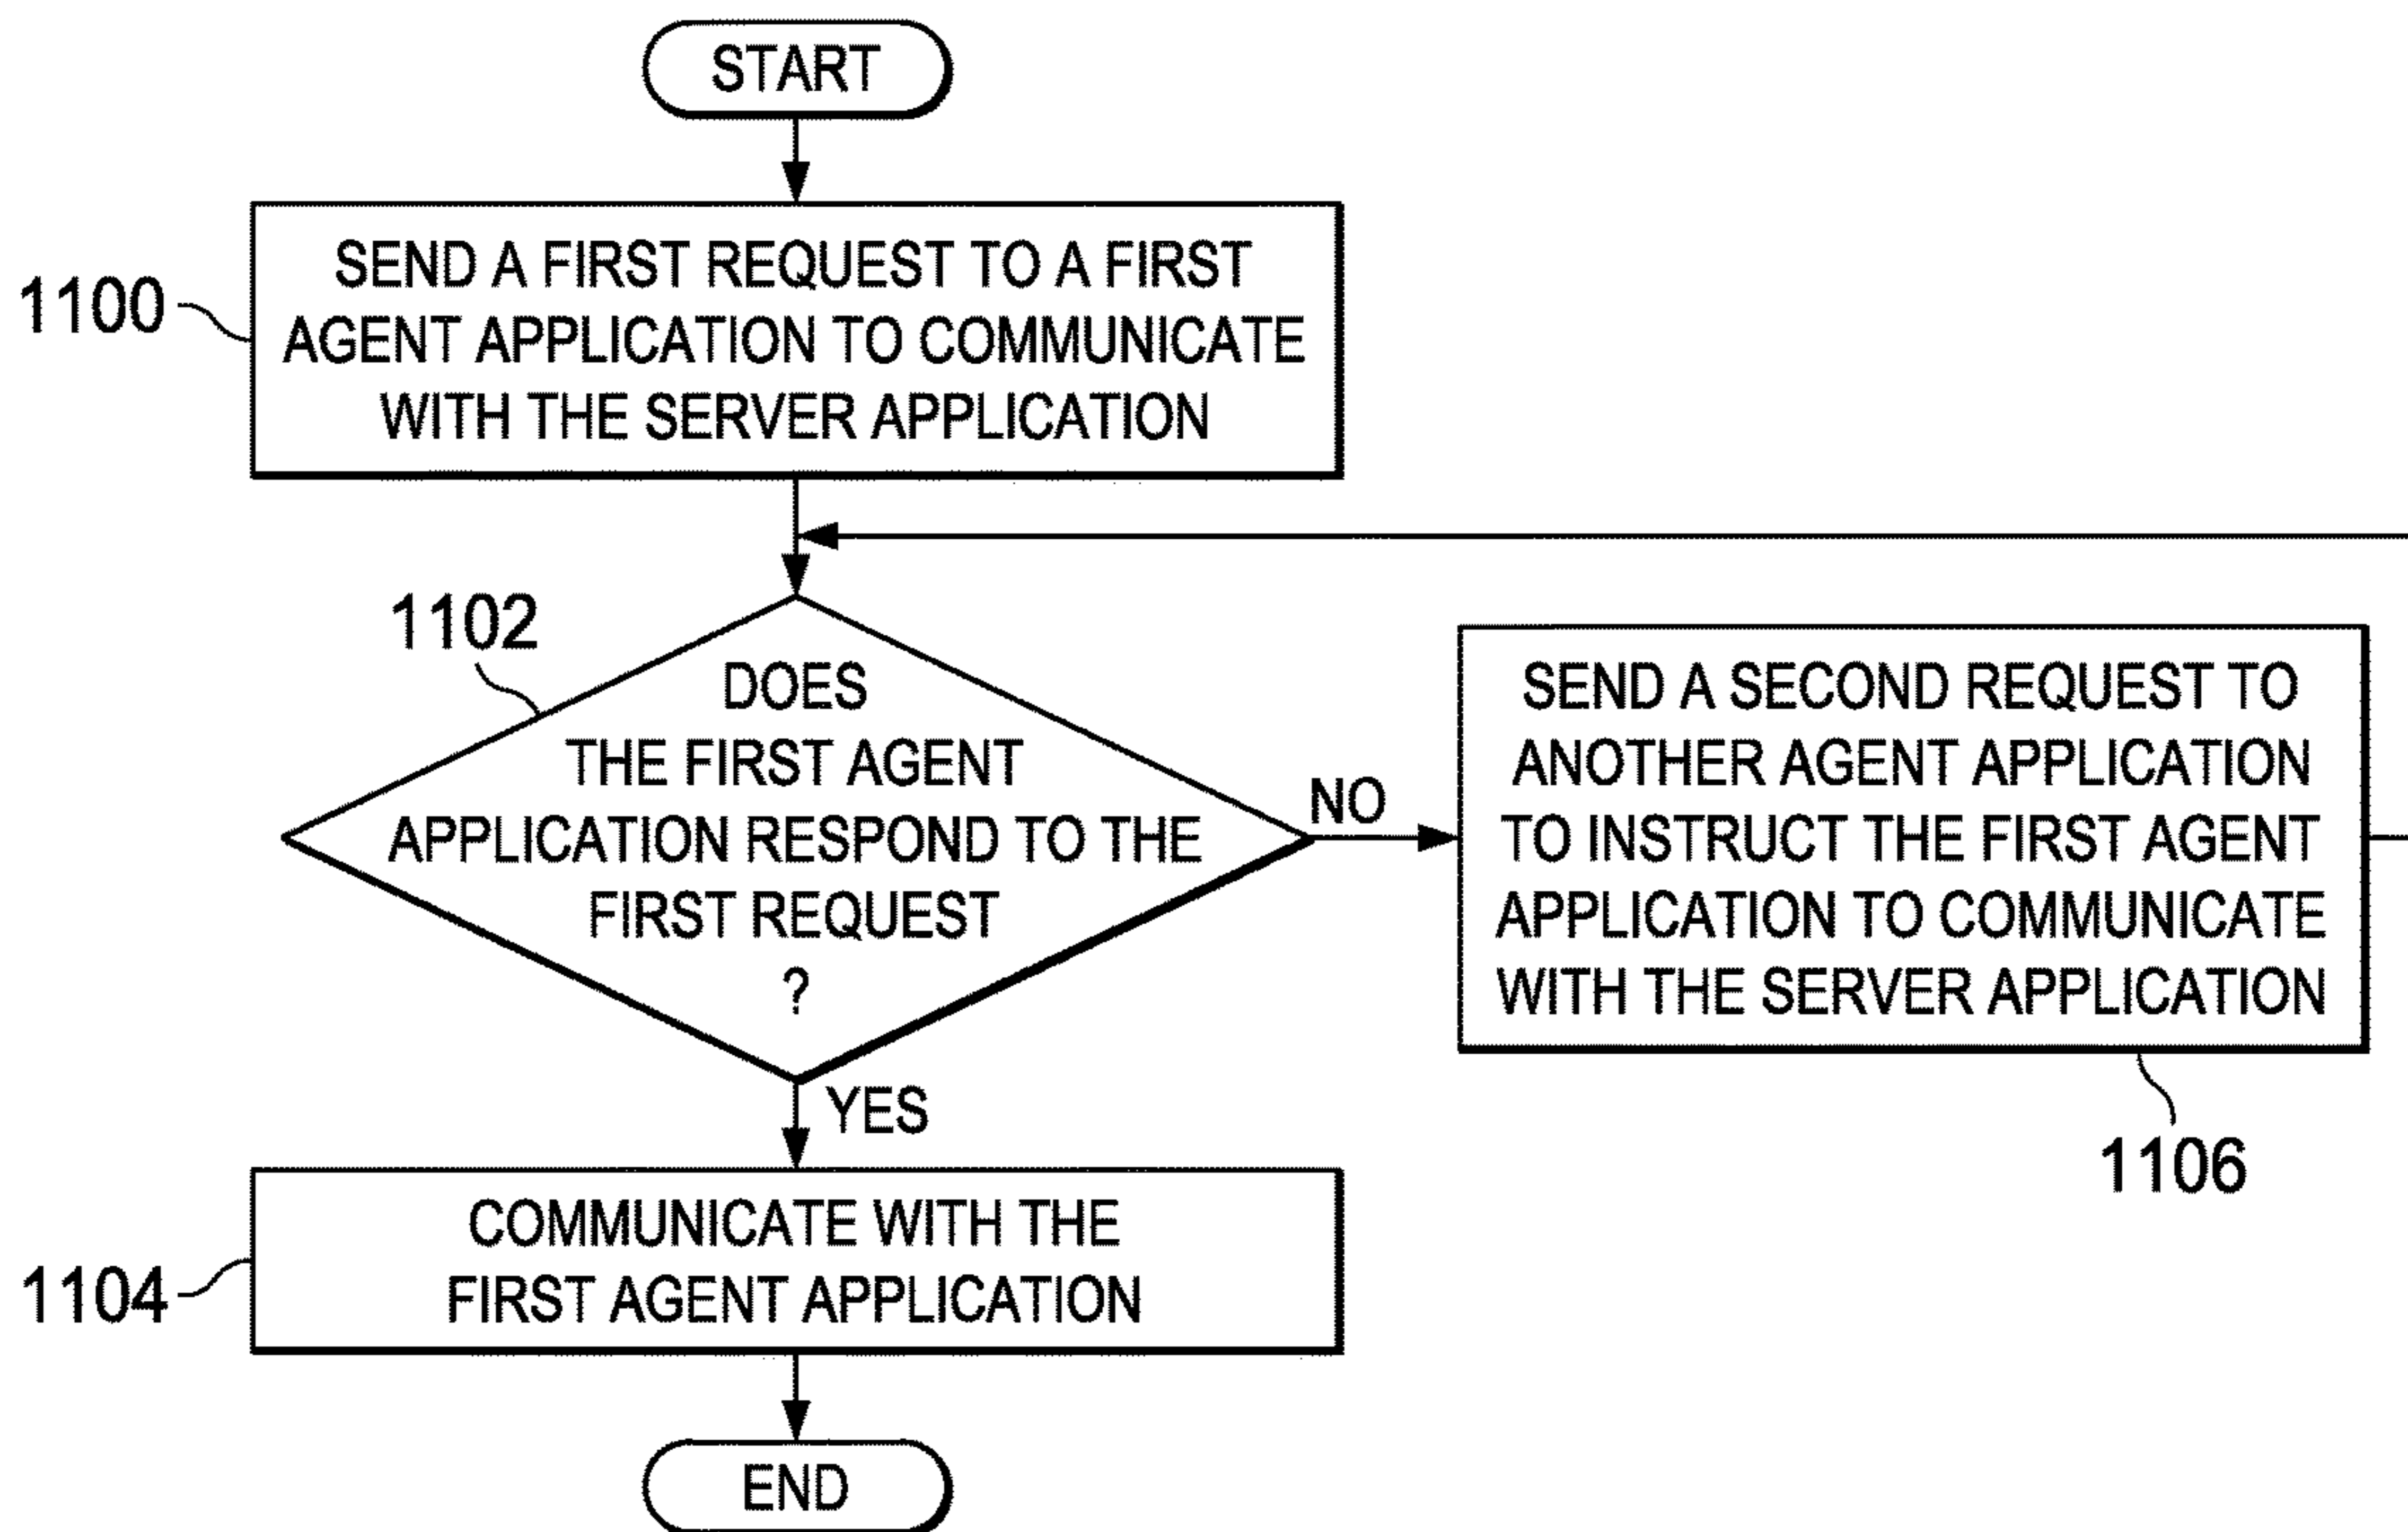 START
1100
SEND A FIRST REQUEST TO A FIRST
AGENT APPLICATION TO COMMUNICATE
WITH THE SERVER APPLICATION
1102
DOES
THE FIRST AGENT
APPLICATION RESPOND TO THE
FIRST REQUEST
?
NO
SEND A SECOND REQUEST TO
ANOTHER AGENT APPLICATION
TO INSTRUCT THE FIRST AGENT
APPLICATION TO COMMUNICATE
WITH THE SERVER APPLICATION
1106
YES
1104
COMMUNICATE WITH THE
FIRST AGENT APPLICATION
END